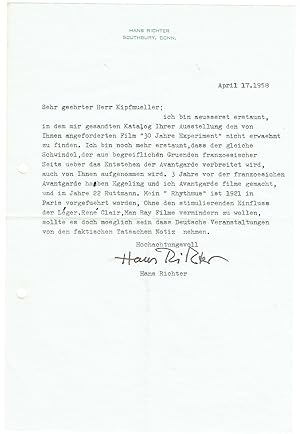 HANS RICHTER
SOUTHBURY, CONN.
April 17.1958
Sehr geehrter Herr Kipfmueller;
ich bin aeusserst erstaunt,
in dem mir gesandten Katalog Ihrer Ausstellung den von
Ihnen angeforderten Film "30 Jahre Experiment" nicht erwaehnt
zu finden. Ich bin noch mehr erstaunt, dass der gleiche
Schwindel, der aus begreiflichen Gruenden franzoesischer
Seits ueber das Entstehen der Avantgarde verbreitet wird,
auch von Ihnen aufgenommen wird. 3 Jahre vor der franzoesichen
Avantgarde haben Eggeling und ich Avantgarde filme gemacht,
und im Jahre 22 Ruttmann. Mein " Rhythmus" ist 1921 in
Paris vorgefuehrt worden. Ohne den stimulierenden Einfluss
der Léger, René Clair, Man Ray Filme vermindern zu wollen,
sollte es doch moeglich sein dass Deutsche Veranstaltungen
von den faktischen Tatsachen Notiz nehmen.
Hochachtungsvoll
Hans Richter
Hans Richter